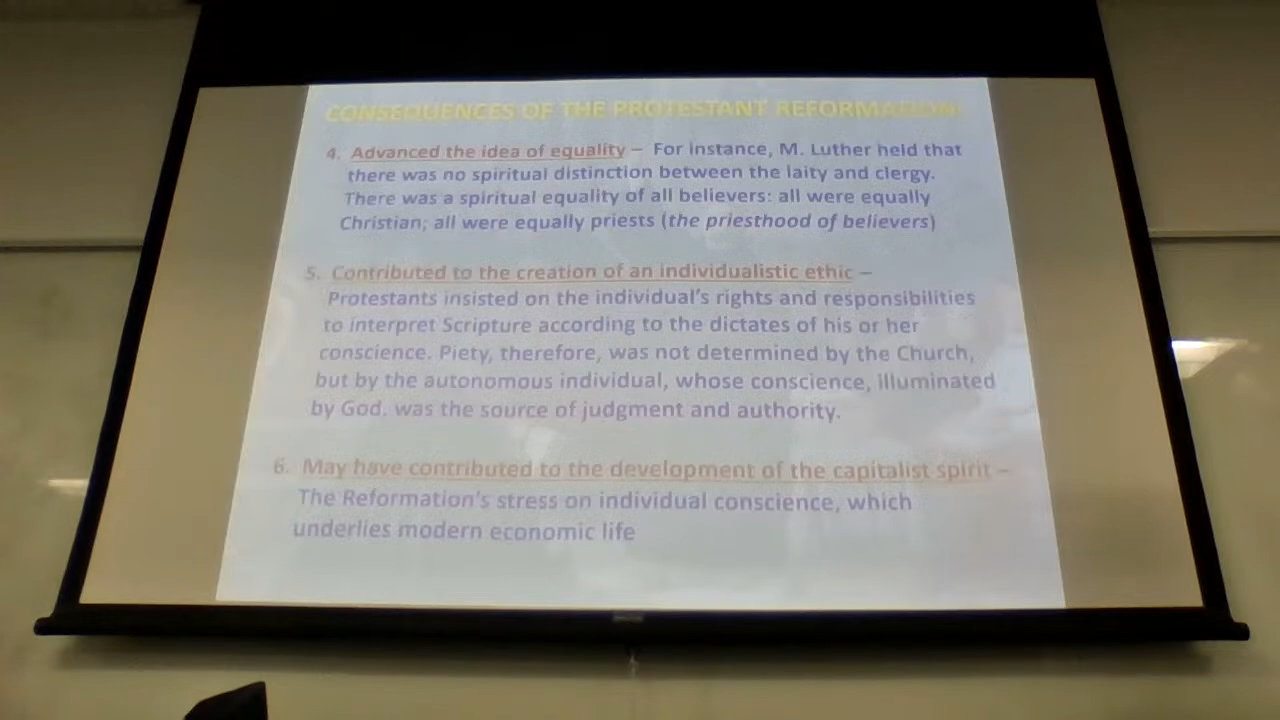 CONSEQUENCES OF THE PROTESTANT REFORMATION
4. Advanced the idea of equality – For instance, M. Luther held that
there was no spiritual distinction between the laity and clergy.
There was a spiritual equality of all believers: all were equally
Christian; all were equally priests (the priesthood of believers)
5. Contributed to the creation of an individualistic ethic –
Protestants insisted on the individual's rights and responsibilities
to interpret Scripture according to the dictates of his or her
conscience. Piety, therefore, was not determined by the Church,
but by the autonomous individual, whose conscience, illuminated
by God, was the source of judgment and authority.
6. May have contributed to the development of the capitalist spirit –
The Reformation's stress on individual conscience, which
underlies modern economic life